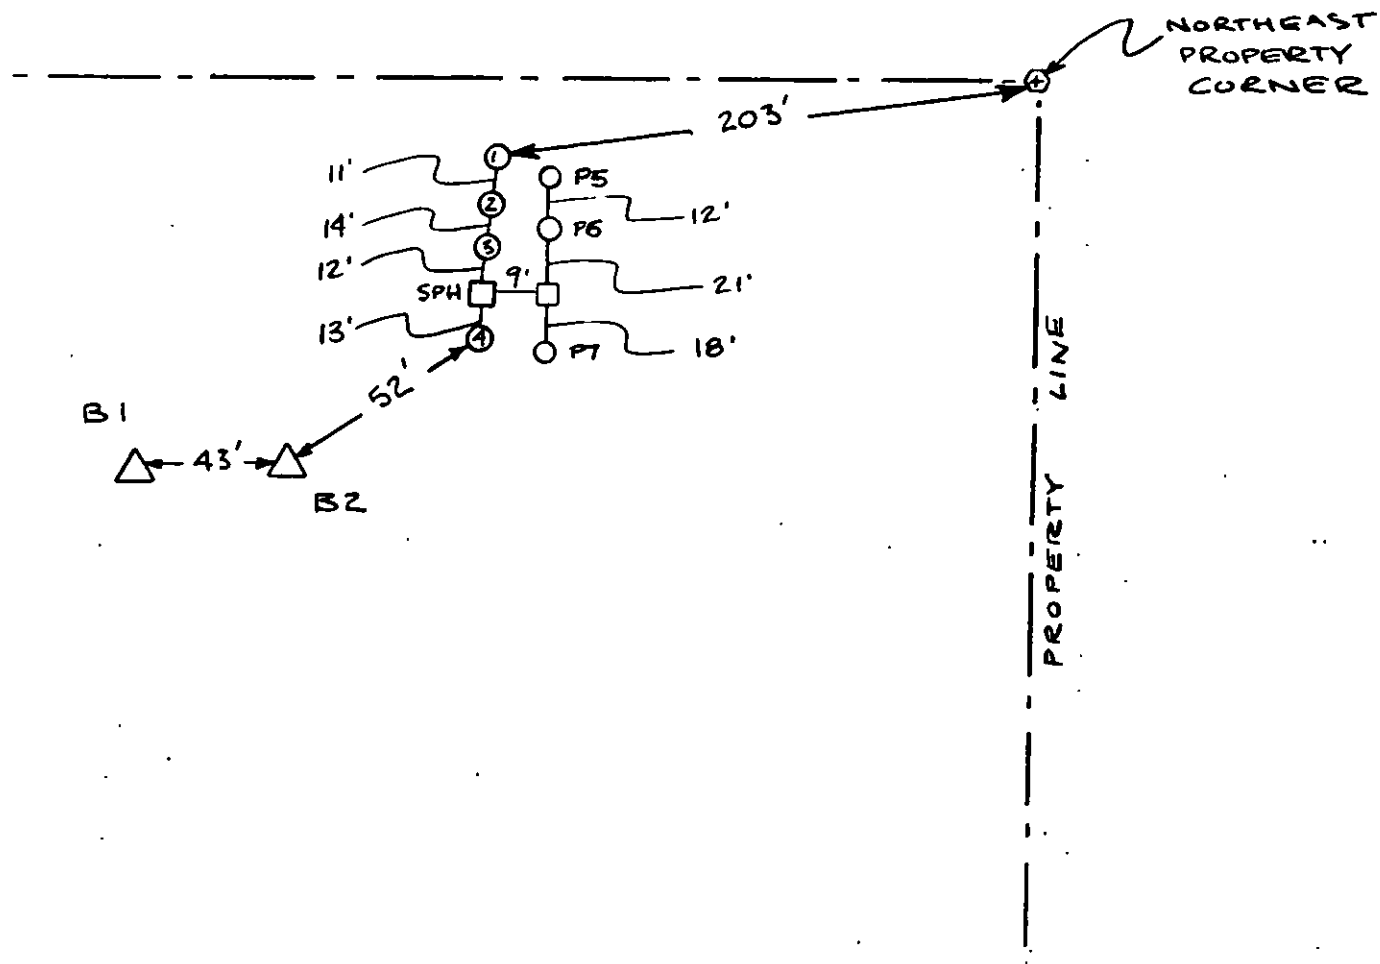 NORTHEAST
PROPERTY
CORNER
203'
1
11'
P5
2
14'
12'
P6
3
12'
9'
SPH
21'
13'
4
P7
18'
52'
B1
43'
B2
PROPERTY LINE